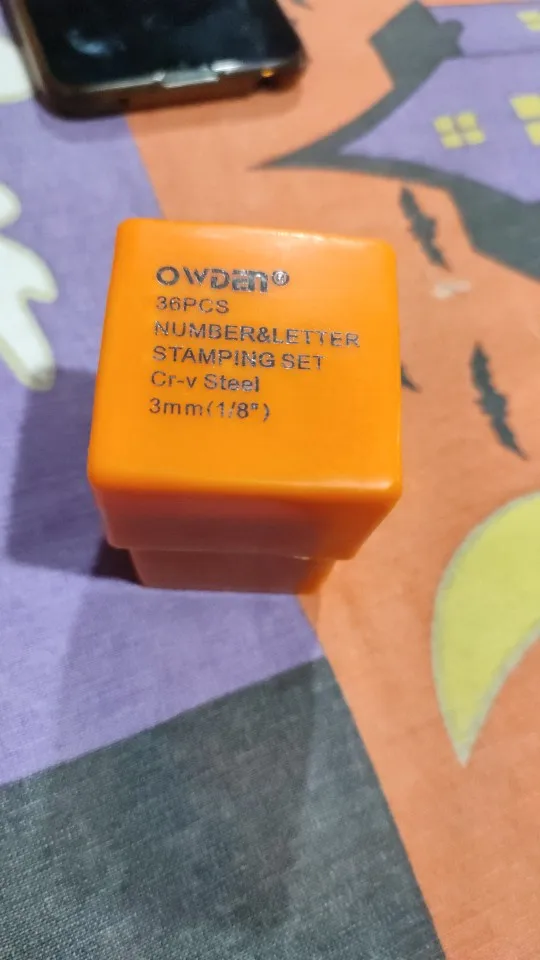 OWDan®
36PCS
NUMBER&LETTER
STAMPING SET
Cr-v Steel
3mm(1/8")